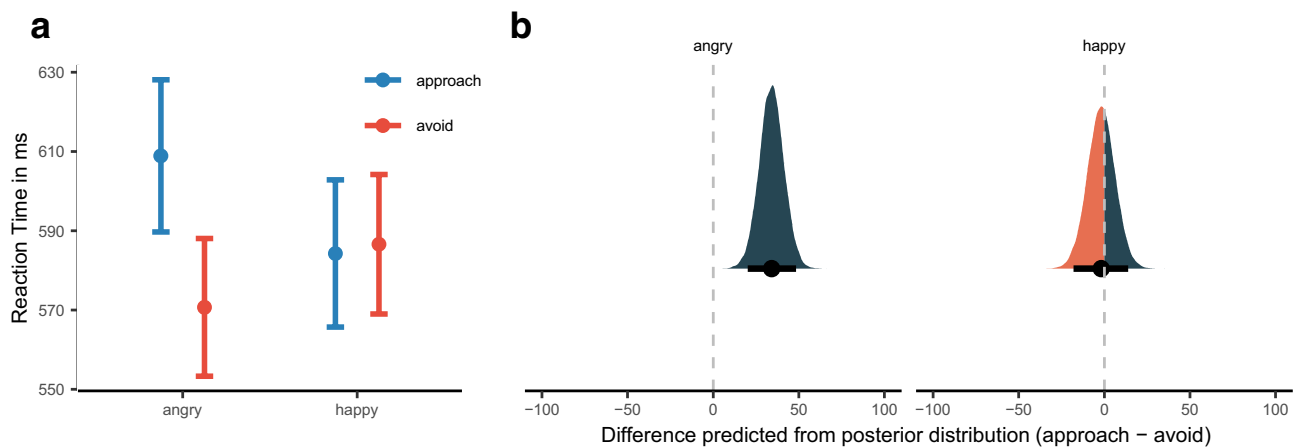 a
630
610
590
570
550
Reaction Time in ms
angry
happy
approach
avoid
b
angry
happy
−100
−50
0
50
100
−100
−50
0
50
100
Difference predicted from posterior distribution (approach − avoid)